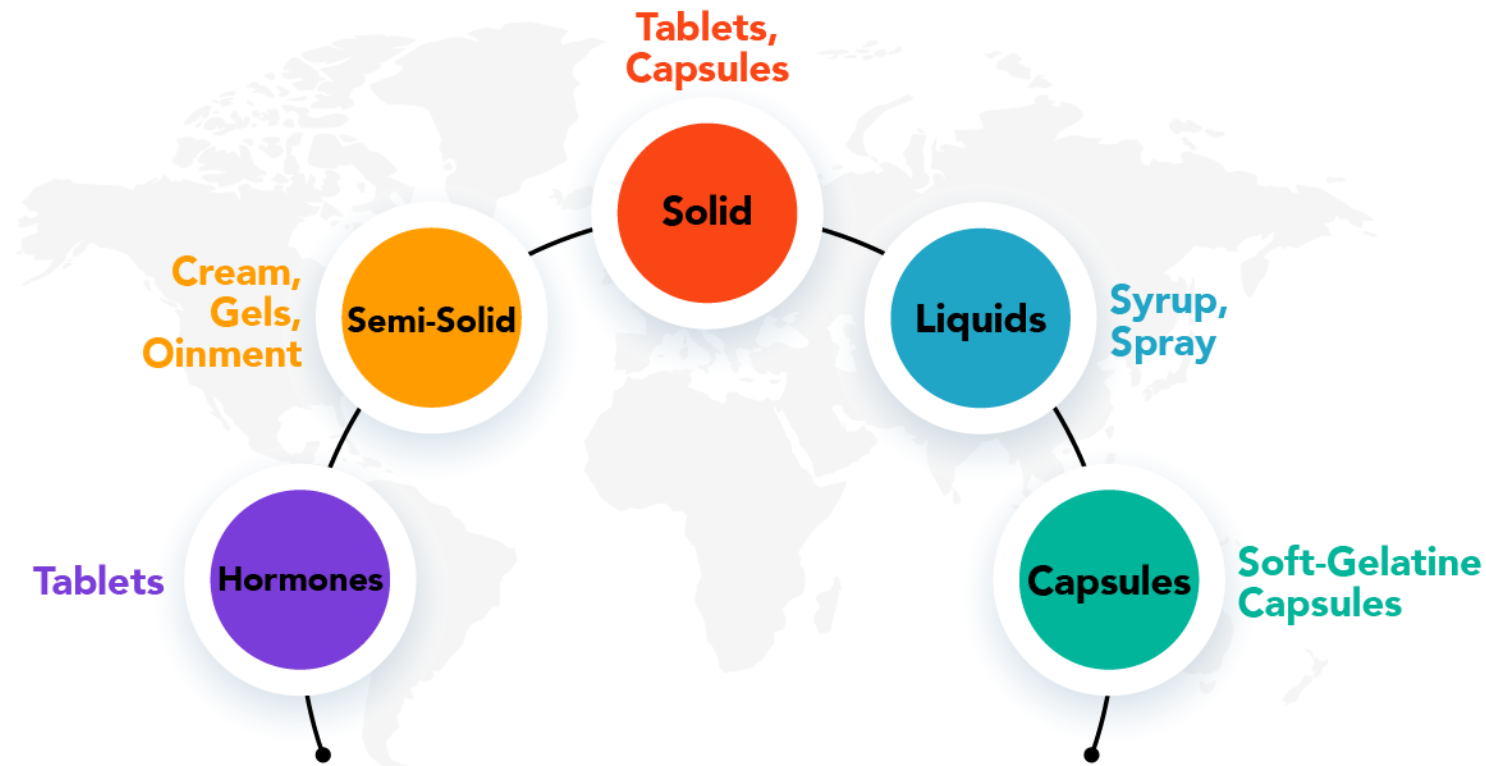 Tablets,
Capsules
Solid
Cream,
Gels,
Oinment
Semi-Solid
Liquids
Syrup,
Spray
Tablets
Hormones
Capsules
Soft-Gelatine
Capsules